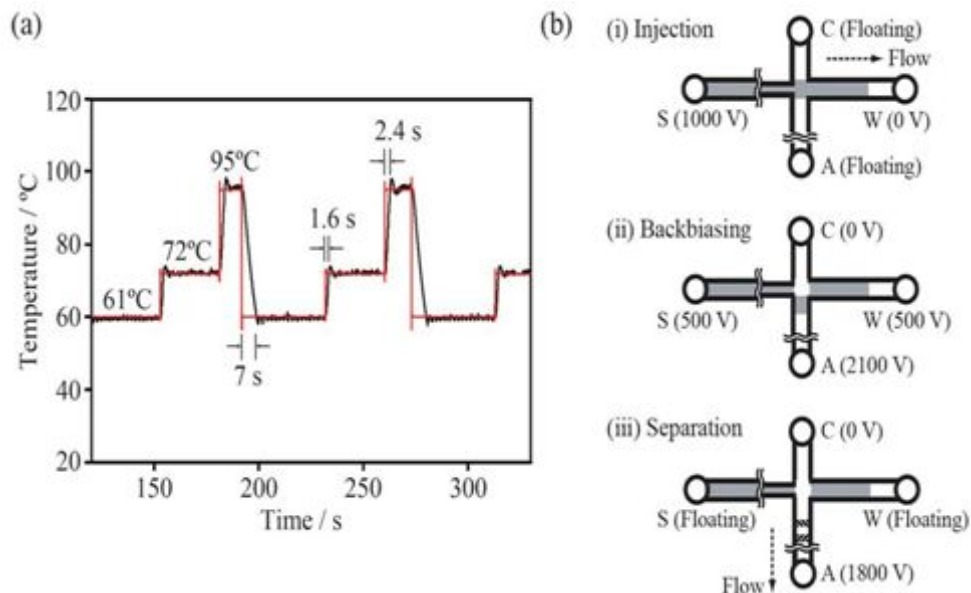 (a)
120
100
80
60
40
20
Temperature / ºC
150
200
250
300
Time / s
61ºC
72ºC
95ºC
7 s
1.6 s
2.4 s
(b)
(i) Injection
C (Floating)
Flow
S (1000 V)
W (0 V)
A (Floating)
(ii) Backbiasing
C (0 V)
S (500 V)
W (500 V)
A (2100 V)
(iii) Separation
C (0 V)
S (Floating)
W (Floating)
A (1800 V)
Flow